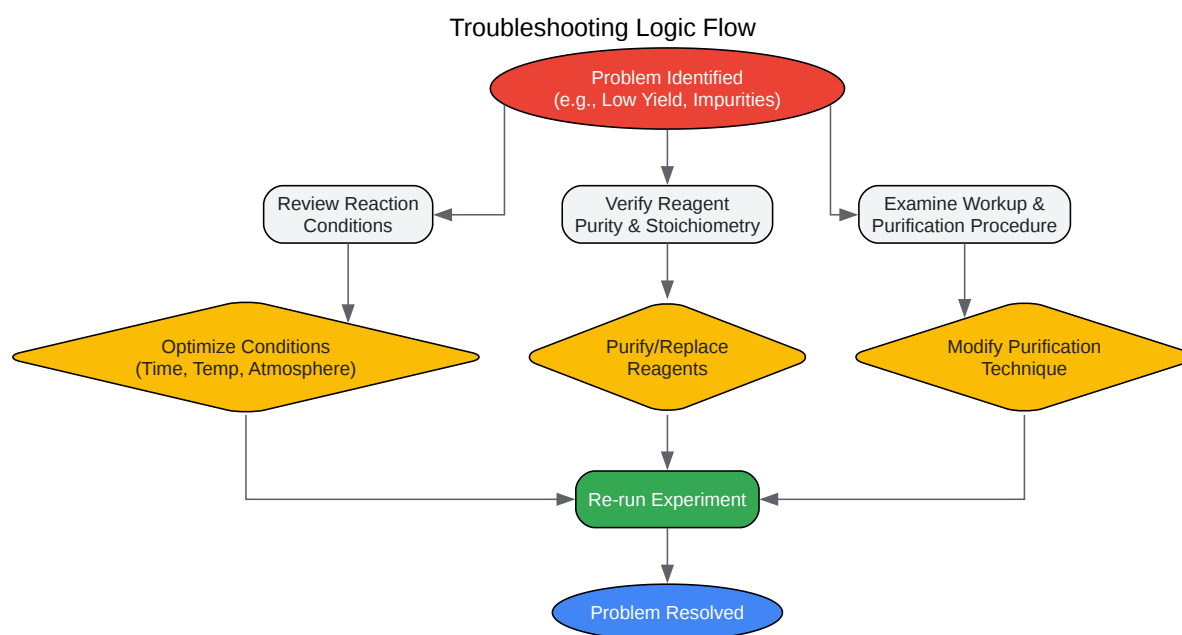 Troubleshooting Logic Flow
Problem Identified
(e.g., Low Yield, Impurities)
Review Reaction
Conditions
Verify Reagent
Purity & Stoichiometry
Examine Workup &
Purification Procedure
Optimize Conditions
(Time, Temp, Atmosphere)
Purify/Replace
Reagents
Modify Purification
Technique
Re-run Experiment
Problem Resolved